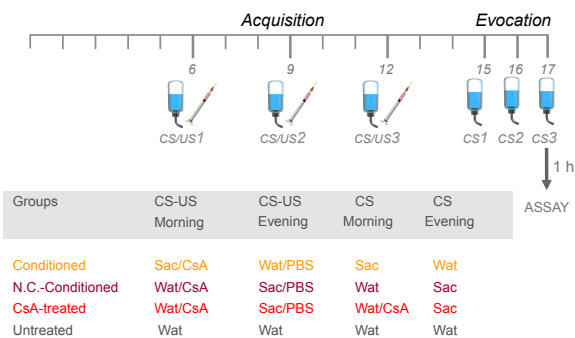 Acquisition Evocation
6 9 12 15 16 17
CS/US1 CS/US2 CS/US3 CS1 CS2 CS3
1 h
ASSAY
Groups CS-US CS-US CS CS
Morning Evening Morning Evening
Conditioned Sac/CsA Wat/PBS Sac Wat
N.C.-Conditioned Wat/CsA Sac/PBS Wat Sac
CsA-treated Wat/CsA Sac/PBS Wat/CsA Sac
Untreated Wat Wat Wat Wat